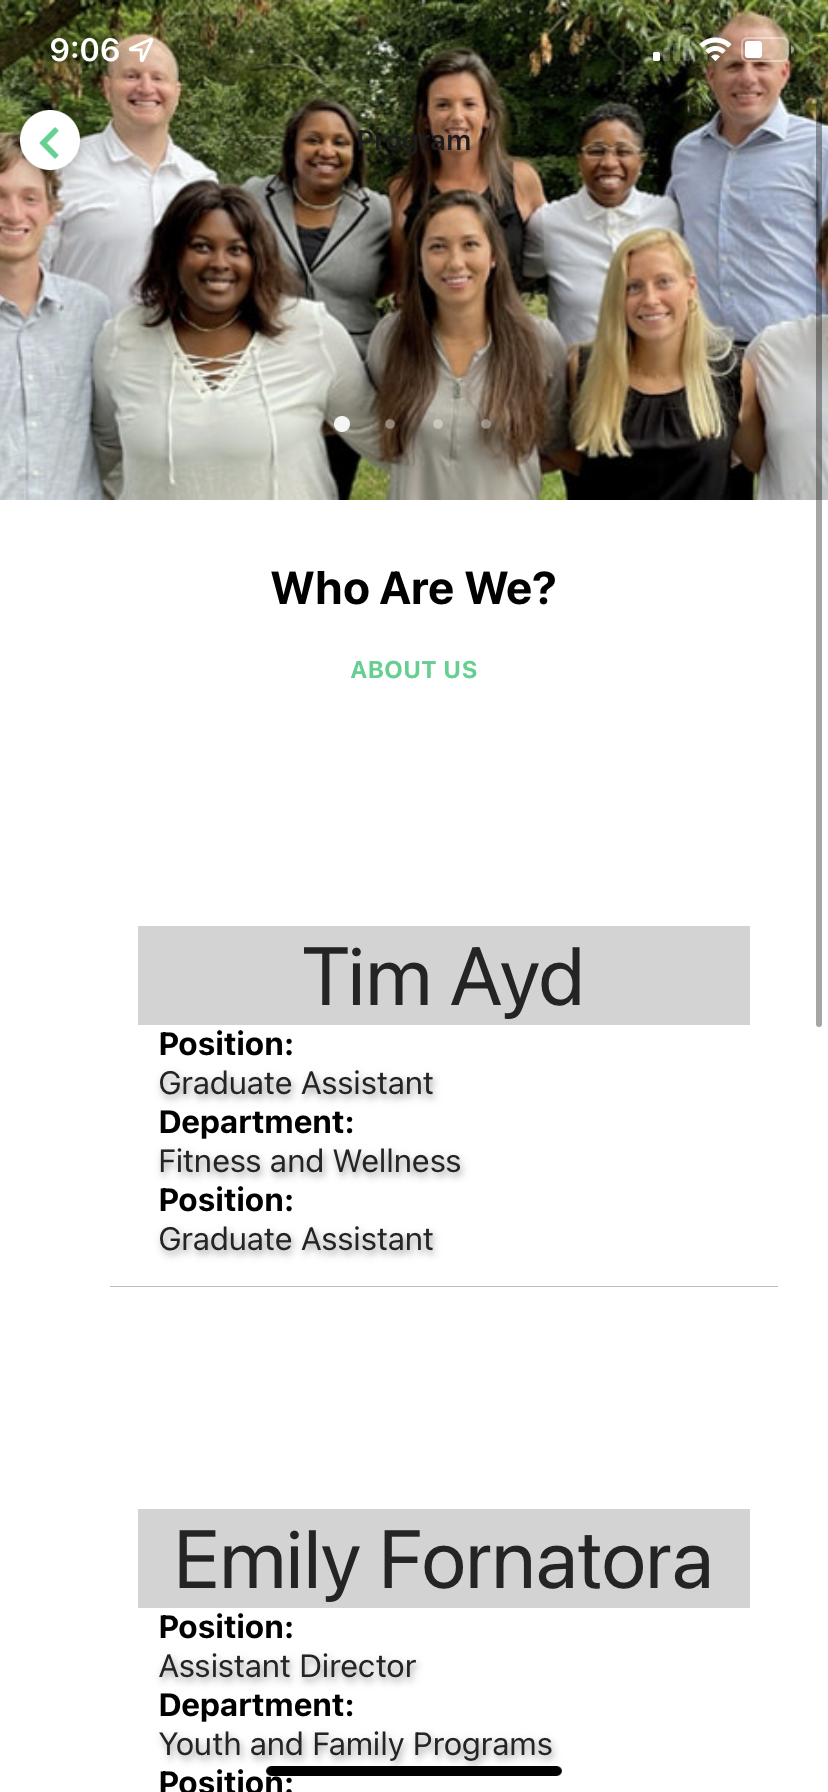 9:06
Program
Who Are We?
ABOUT US
Tim Ayd
Position:
Graduate Assistant
Department:
Fitness and Wellness
Position:
Graduate Assistant
Emily Fornatora
Position:
Assistant Director
Department:
Youth and Family Programs
Position: